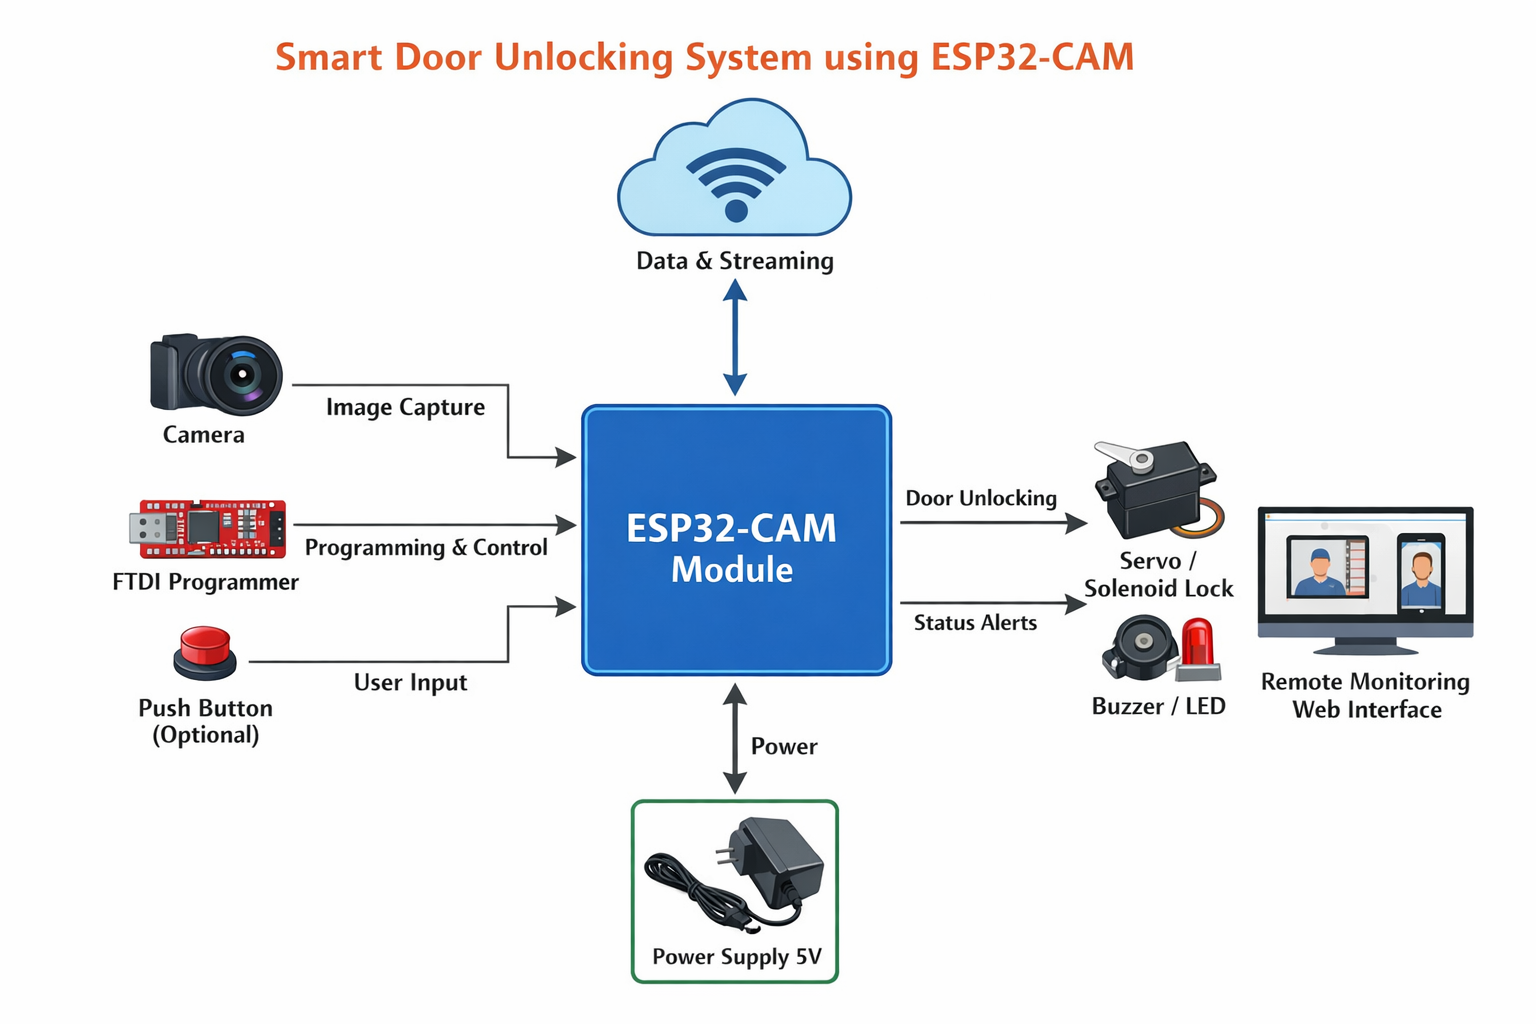 Smart Door Unlocking System using ESP32-CAM
Data & Streaming
Image Capture
Camera
Programming & Control
FTDI Programmer
User Input
Push Button
(Optional)
ESP32-CAM
Module
Door Unlocking
Servo /
Solenoid Lock
Status Alerts
Buzzer / LED
Remote Monitoring
Web Interface
Power
Power Supply 5V